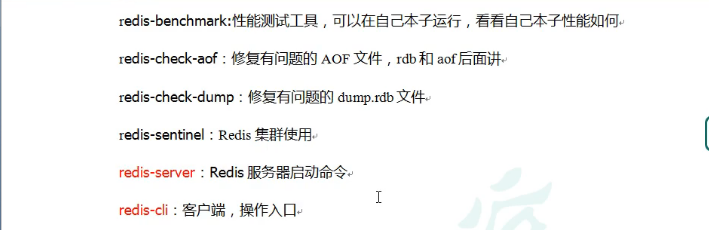 redis-benchmark:性能测试工具，可以在自己本子运行，看看自己本子性能如何
redis-check-aof：修复有问题的 AOF 文件，rdb 和 aof 后面讲
redis-check-dump：修复有问题的 dump.rdb 文件
redis-sentinel：Redis 集群使用
redis-server：Redis 服务器启动命令
redis-cli：客户端，操作入口